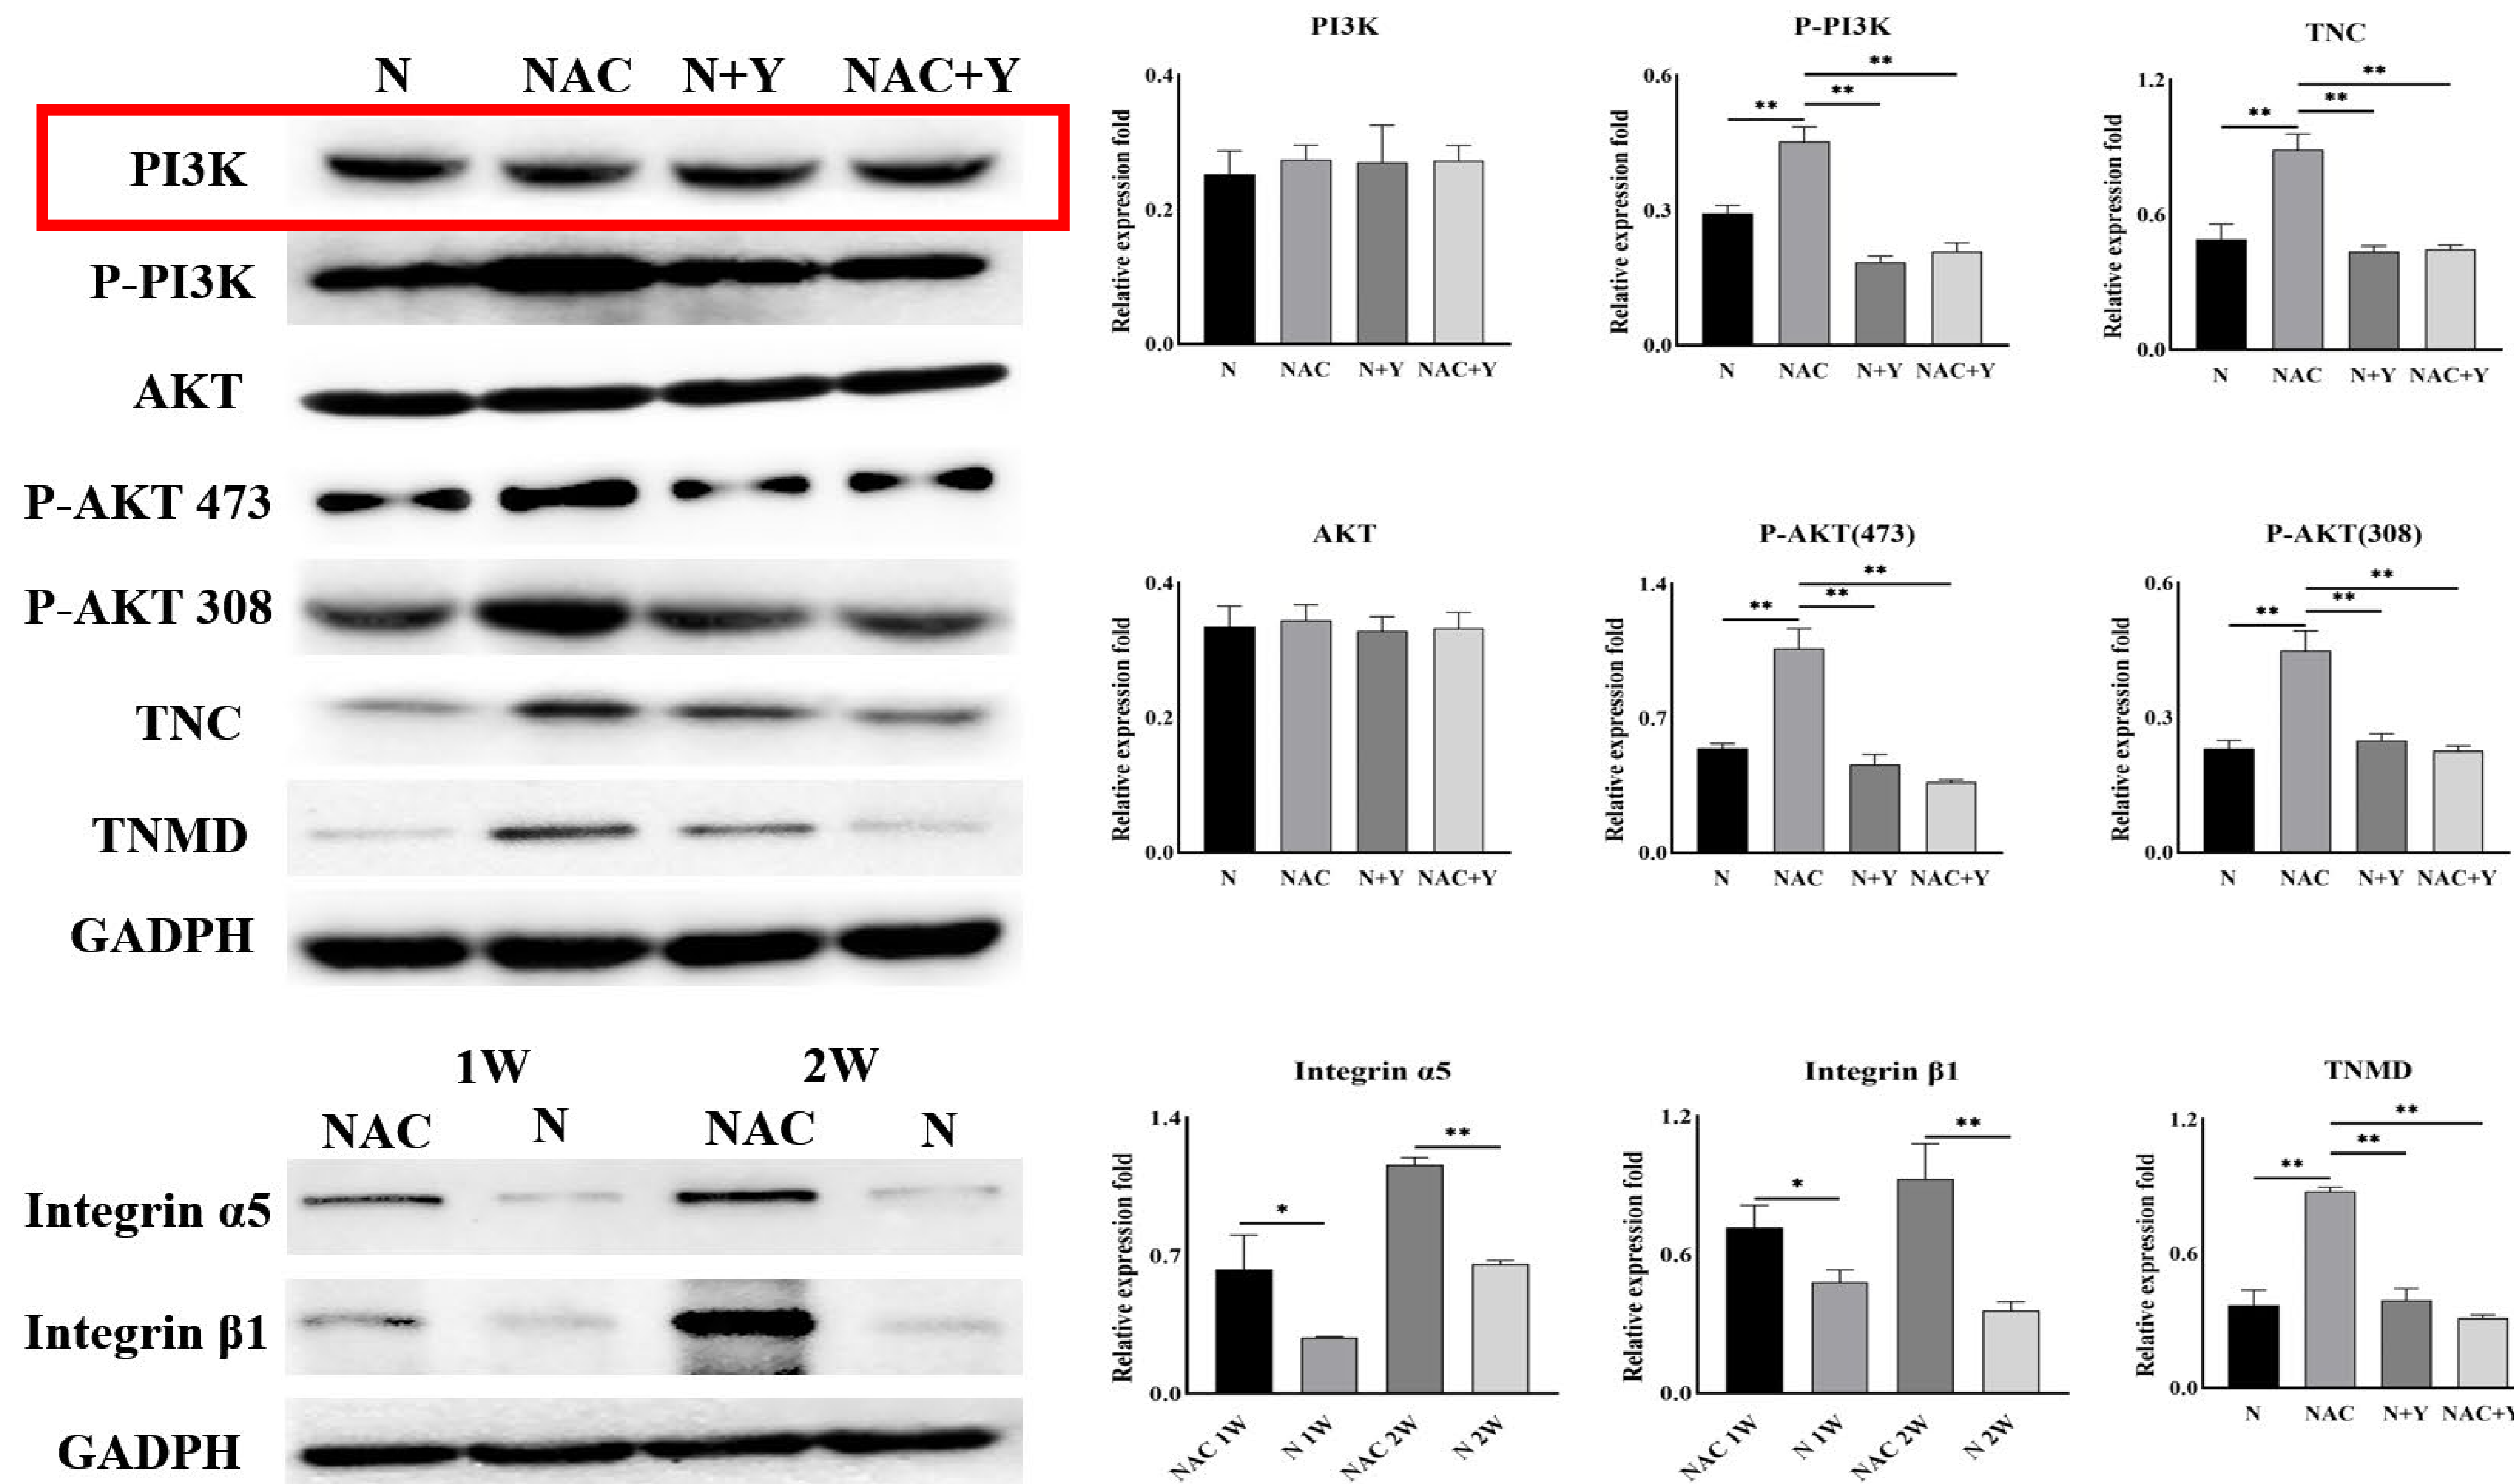 N NAC N+Y NAC+Y
PI3K
P-PI3K
AKT
P-AKT 473
P-AKT 308
TNC
TNMD
GADPH
1W 2W
NAC N NAC N
Integrin α5
Integrin β1
GADPH
PI3K
Relative expression fold
0.4
0.2
0.0
N NAC N+Y NAC+Y
P-PI3K
Relative expression fold
0.6
0.3
0.0
** ** **
N NAC N+Y NAC+Y
TNC
Relative expression fold
1.2
0.6
0.0
** ** **
N NAC N+Y NAC+Y
AKT
Relative expression fold
0.4
0.2
0.0
N NAC N+Y NAC+Y
P-AKT(473)
Relative expression fold
1.4
0.7
0.0
** ** **
N NAC N+Y NAC+Y
P-AKT(308)
Relative expression fold
0.6
0.3
0.0
** ** **
N NAC N+Y NAC+Y
Integrin α5
Relative expression fold
1.4
0.7
0.0
* **
NAC 1W N 1W NAC 2W N 2W
Integrin β1
Relative expression fold
1.2
0.6
0.0
* **
NAC 1W N 1W NAC 2W N 2W
TNMD
Relative expression fold
1.2
0.6
0.0
** ** **
N NAC N+Y NAC+Y